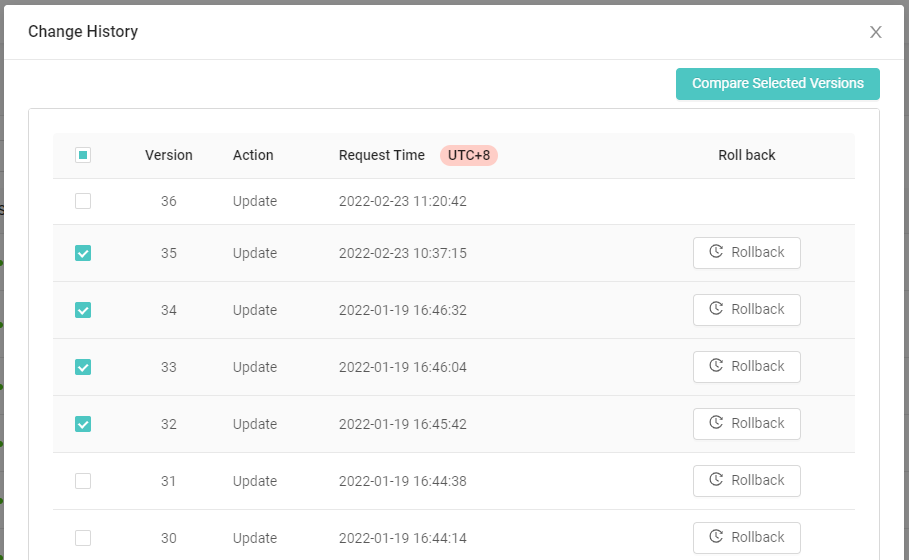 Change History
Compare Selected Versions
Version Action Request Time UTC+8 Roll back
36 Update 2022-02-23 11:20:42
35 Update 2022-02-23 10:37:15 Rollback
34 Update 2022-01-19 16:46:32 Rollback
33 Update 2022-01-19 16:46:04 Rollback
32 Update 2022-01-19 16:45:42 Rollback
31 Update 2022-01-19 16:44:38 Rollback
30 Update 2022-01-19 16:44:14 Rollback